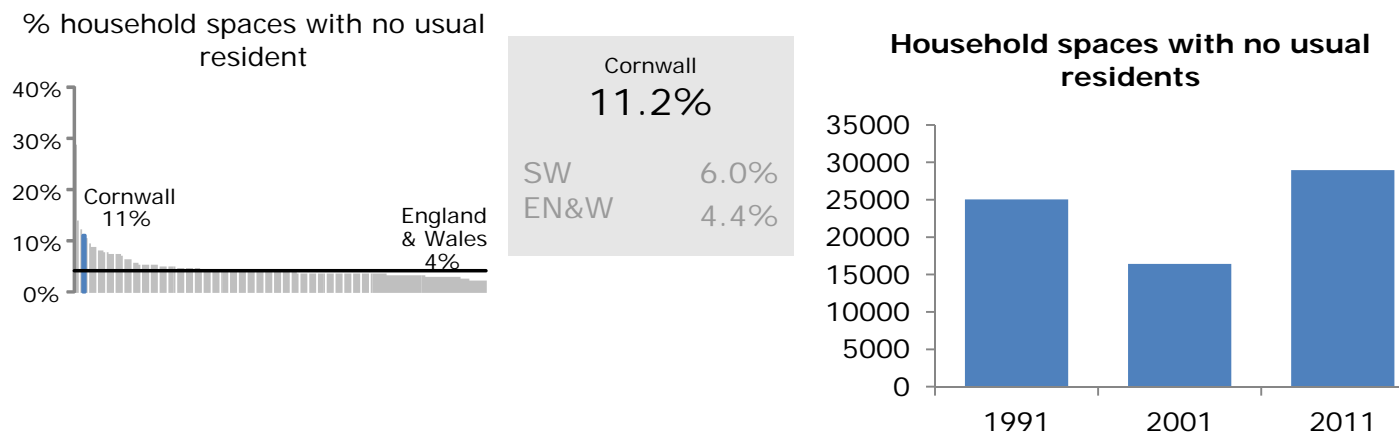 % household spaces with no usual
resident
40%
30%
20%
10%
0%
Cornwall
11%
England
& Wales
4%
Cornwall
11.2%
SW 6.0%
EN&W 4.4%
Household spaces with no usual
residents
35000
30000
25000
20000
15000
10000
5000
0
1991 2001 2011